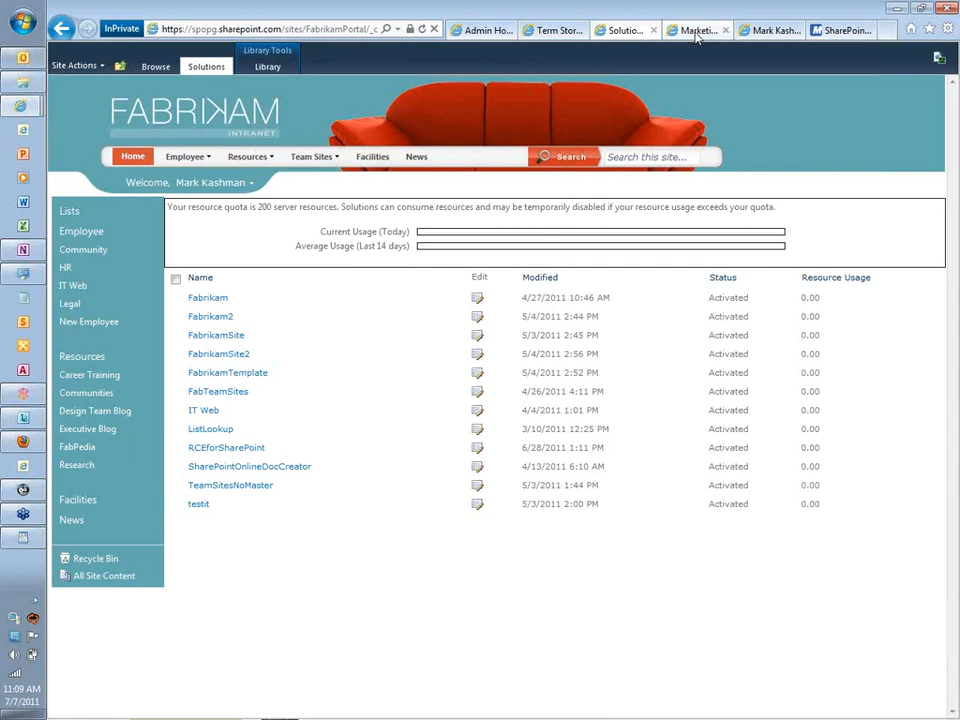 InPrivate
https://spopg.sharepoint.com/sites/FabrikamPortal/_c
Admin Ho...
Term Stor...
Solutio...
Marketi...
Mark Kash...
SharePoin...
Library Tools
Site Actions
Browse
Solutions
Library
FABRIKAM
INTRANET
Home
Employee
Resources
Team Sites
Facilities
News
Search
Search this site...
Welcome, Mark Kashman
Lists
Employee
Community
HR
IT Web
Legal
New Employee
Resources
Career Training
Communities
Design Team Blog
Executive Blog
FabPedia
Research
Facilities
News
Recycle Bin
All Site Content
Your resource quota is 200 server resources. Solutions can consume resources and may be temporarily disabled if your resource usage exceeds your quota.
Current Usage (Today)
Average Usage (Last 14 days)
Name Edit Modified Status Resource Usage
Fabrikam 4/27/2011 10:46 AM Activated 0.00
Fabrikam2 5/4/2011 2:44 PM Activated 0.00
FabrikamSite 5/3/2011 2:45 PM Activated 0.00
FabrikamSite2 5/4/2011 2:56 PM Activated 0.00
FabrikamTemplate 5/4/2011 2:52 PM Activated 0.00
FabTeamSites 4/26/2011 4:11 PM Activated 0.00
IT Web 4/4/2011 1:01 PM Activated 0.00
ListLookup 3/10/2011 12:25 PM Activated 0.00
RCEforSharePoint 6/28/2011 1:11 PM Activated 0.00
SharePointOnlineDocCreator 4/13/2011 6:10 AM Activated 0.00
TeamSitesNoMaster 5/3/2011 1:44 PM Activated 0.00
testit 5/3/2011 2:00 PM Activated 0.00
11:09 AM
7/7/2011